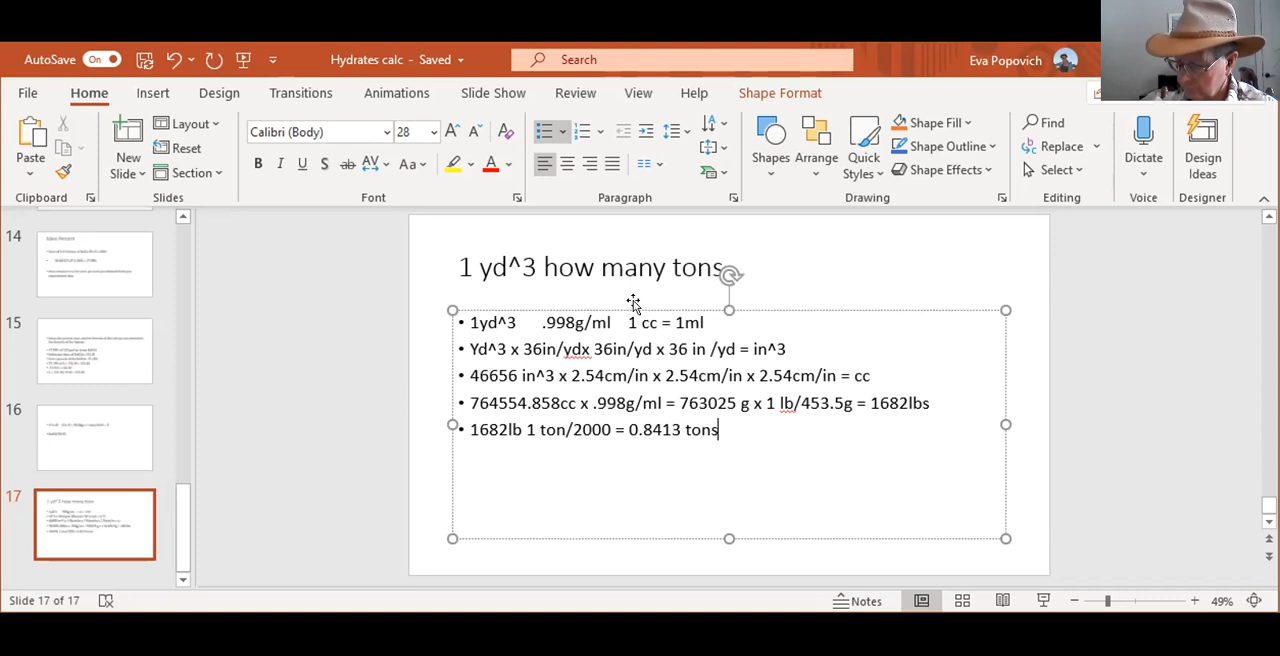 AutoSave On Hydrates calc - Saved Search Eva Popovich
File Home Insert Design Transitions Animations Slide Show Review View Help Shape Format
Paste
Clipboard
New Slide
Layout
Reset
Section
Slides
Calibri (Body) 28
B I U S ab AV Aa A
Font
Paragraph
Shapes Arrange Quick Styles
Shape Fill
Shape Outline
Shape Effects
Drawing
Find
Replace
Select
Editing
Dictate
Voice
Design Ideas
Designer
14
15
16
17
1 yd^3 how many tons
• 1yd^3 .998g/ml 1 cc = 1ml
• Yd^3 x 36in/ydx 36in/yd x 36 in /yd = in^3
• 46656 in^3 x 2.54cm/in x 2.54cm/in x 2.54cm/in = cc
• 764554.858cc x .998g/ml = 763025 g x 1 lb/453.5g = 1682lbs
• 1682lb 1 ton/2000 = 0.8413 tons
Slide 17 of 17 Notes 49%